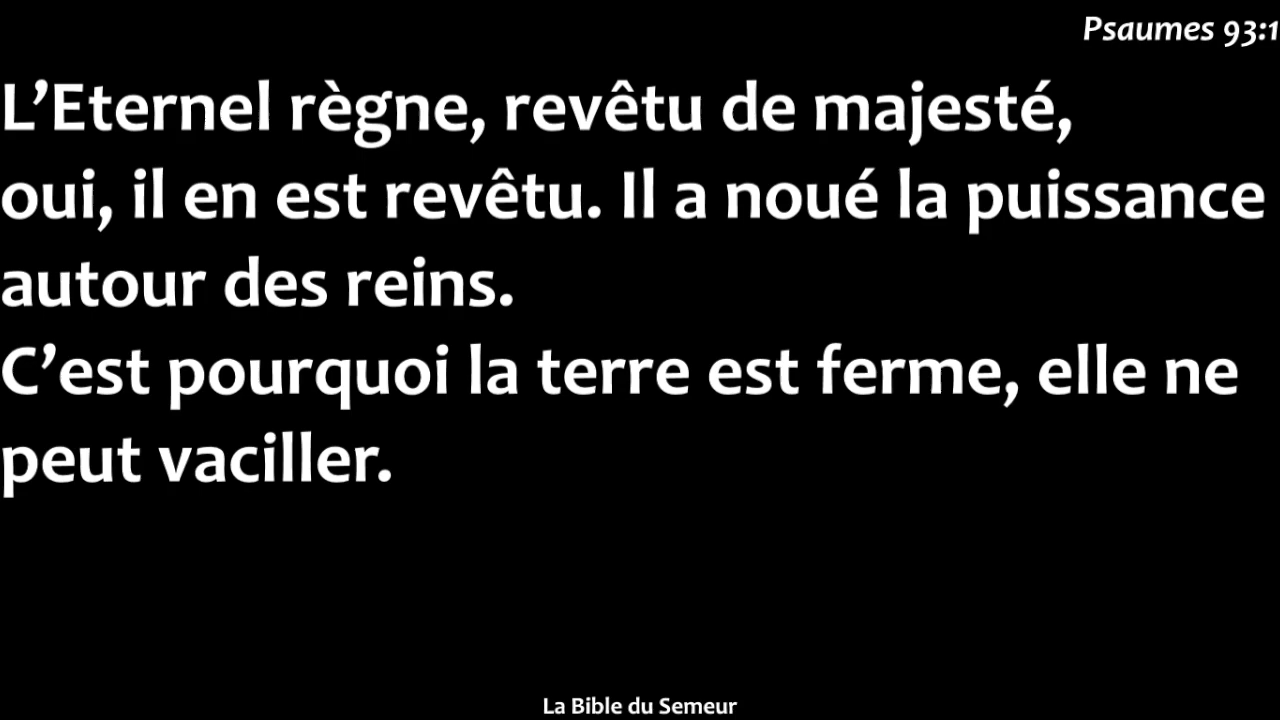 Psaumes 93:1
L’Eternel règne, revêtu de majesté,
oui, il en est revêtu. Il a noué la puissance
autour des reins.
C’est pourquoi la terre est ferme, elle ne
peut vaciller.
La Bible du Semeur